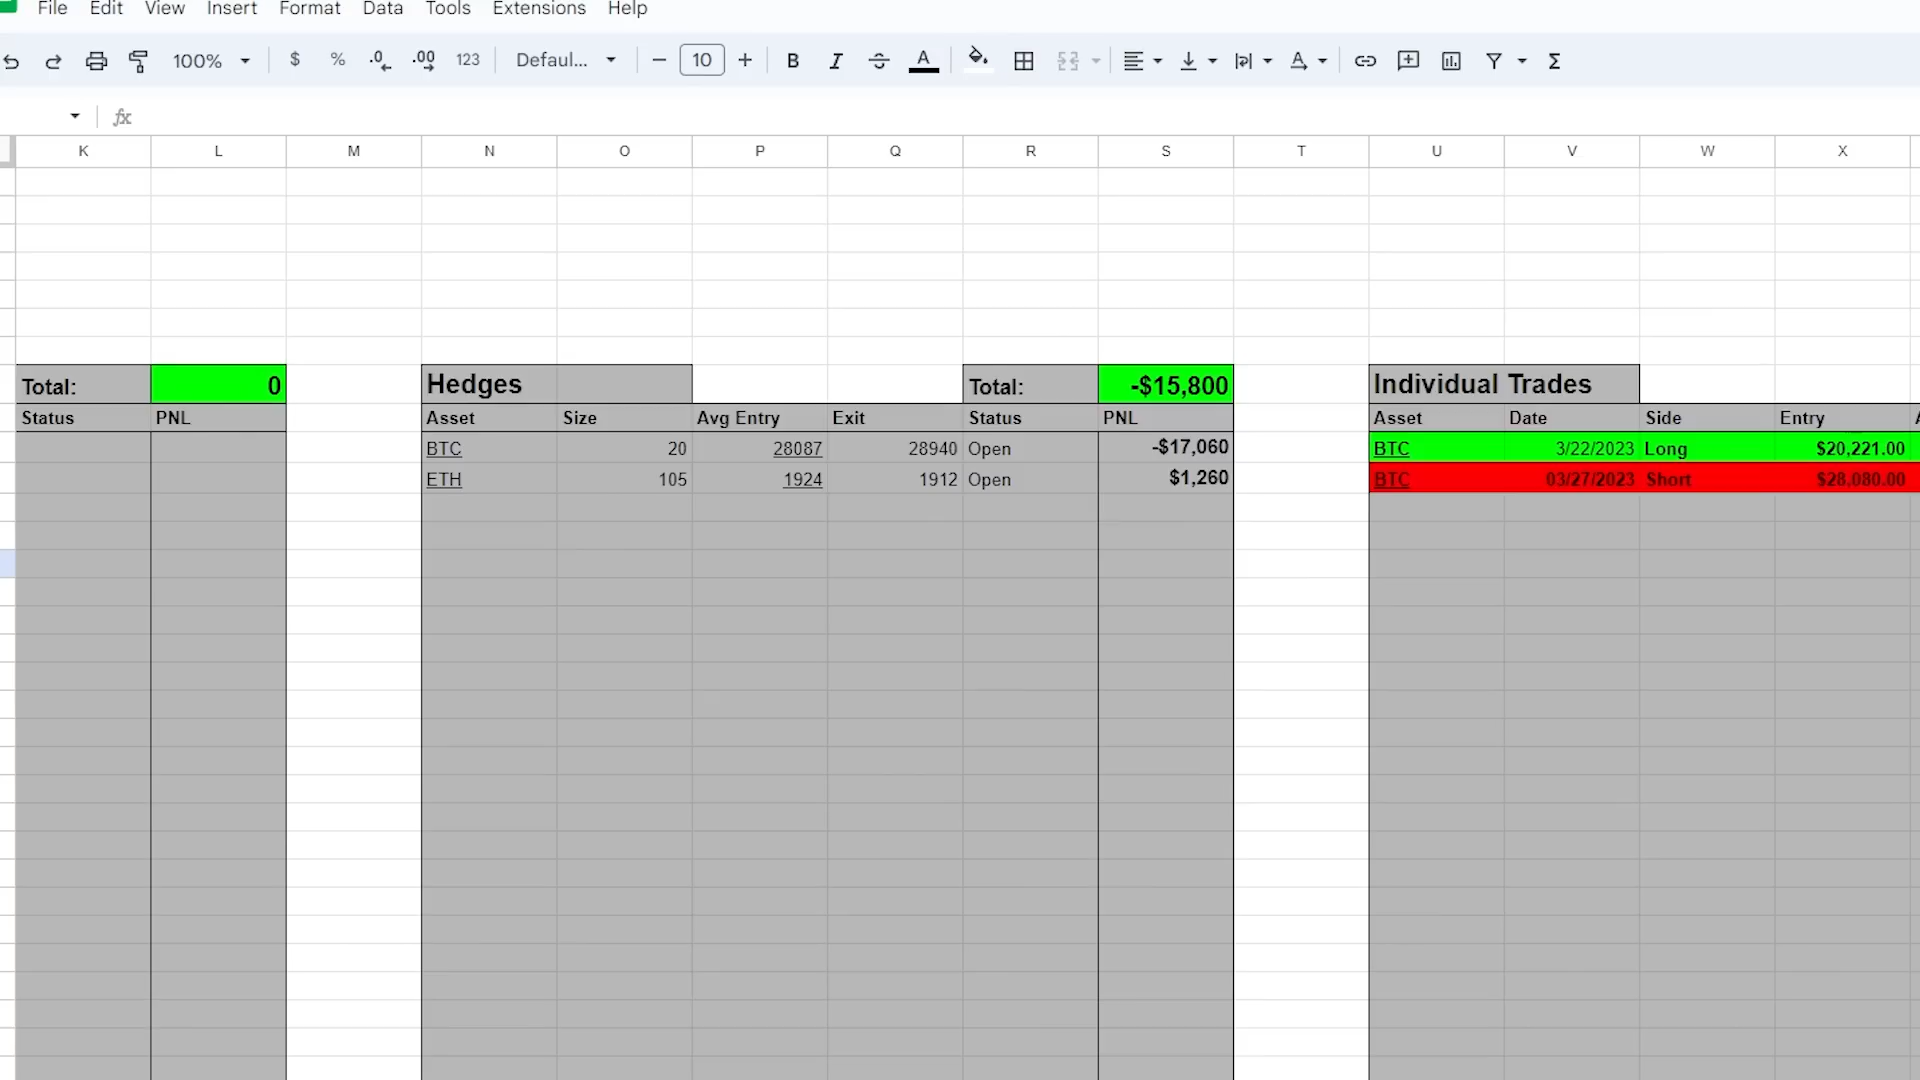 File Edit View Insert Format Data Tools Extensions Help
100% $ % .0 .00 123 Defaul... 10 B I A A Σ
fx
K L M N O P Q R S T U V W X
Total: 0 Hedges Total: -$15,800 Individual Trades
Status PNL Asset Size Avg Entry Exit Status PNL Asset Date Side Entry
BTC 20 28087 28940 Open -$17,060 BTC 3/22/2023 Long $20,221.00
ETH 105 1924 1912 Open $1,260 BTC 03/27/2023 Short $28,080.00